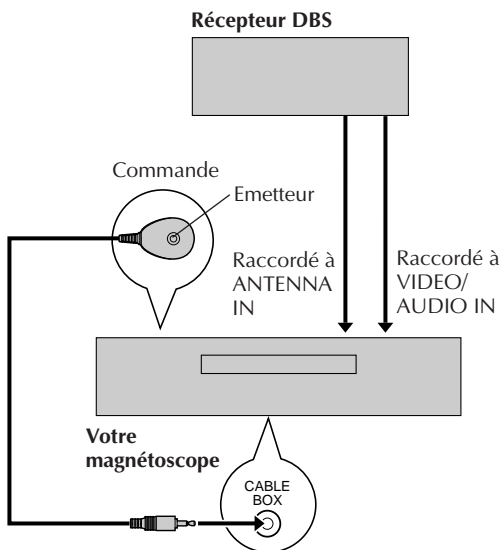 Récepteur DBS
Commande
Emetteur
Raccordé à
ANTENNA
IN
Raccordé à
VIDEO/
AUDIO IN
Votre
magnétoscope
CABLE
BOX